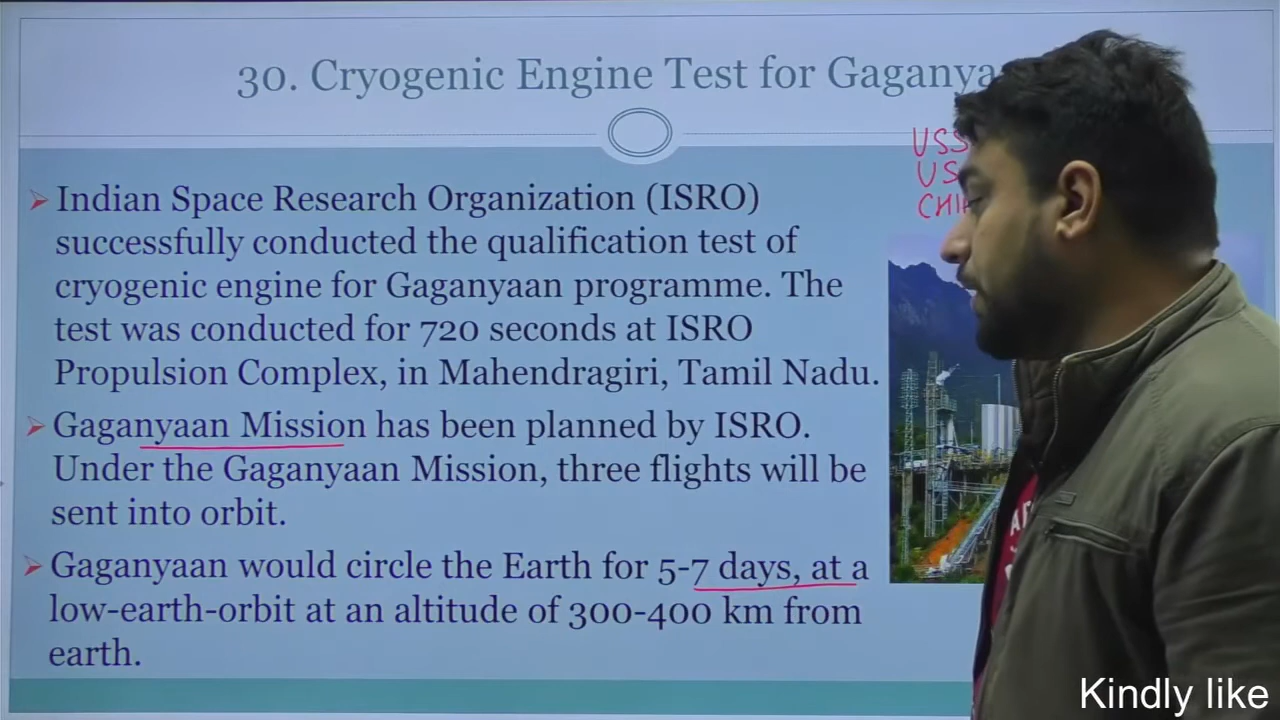 30. Cryogenic Engine Test for Gaganya
USS
US
CHI
➢ Indian Space Research Organization (ISRO)
successfully conducted the qualification test of
cryogenic engine for Gaganyaan programme. The
test was conducted for 720 seconds at ISRO
Propulsion Complex, in Mahendragiri, Tamil Nadu.
➢ Gaganyaan Mission has been planned by ISRO.
Under the Gaganyaan Mission, three flights will be
sent into orbit.
➢ Gaganyaan would circle the Earth for 5-7 days, at a
low-earth-orbit at an altitude of 300-400 km from
earth.
Kindly like